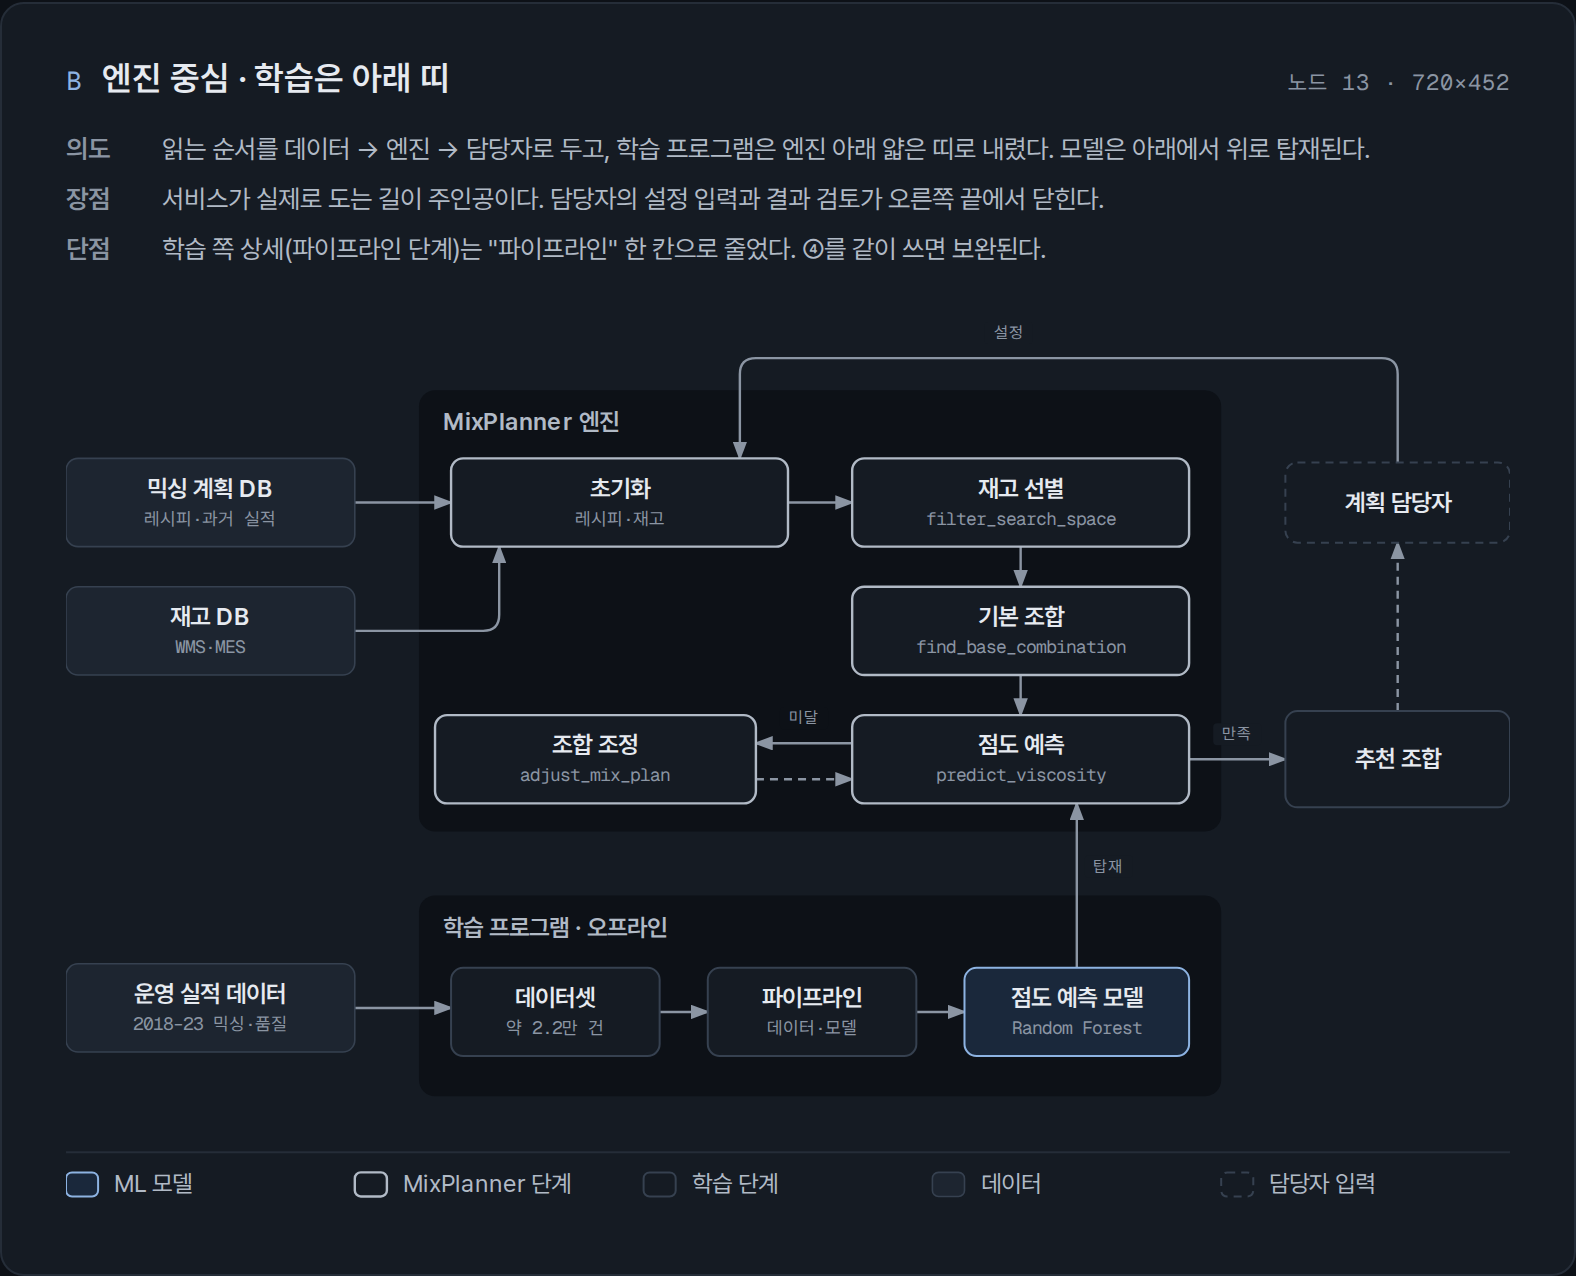 B 엔진 중심 · 학습은 아래 띠
노드 13 · 720×452
의도 읽는 순서를 데이터 → 엔진 → 담당자로 두고, 학습 프로그램은 엔진 아래 얇은 띠로 내렸다. 모델은 아래에서 위로 탑재된다.
장점 서비스가 실제로 도는 길이 주인공이다. 담당자의 설정 입력과 결과 검토가 오른쪽 끝에서 닫힌다.
단점 학습 쪽 상세(파이프라인 단계)는 "파이프라인" 한 칸으로 줄었다. ④를 같이 쓰면 보완된다.
설정
MixPlanner 엔진
믹싱 계획 DB
레시피·과거 실적
초기화
레시피·재고
재고 선별
filter_search_space
계획 담당자
재고 DB
WMS·MES
기본 조합
find_base_combination
조합 조정
adjust_mix_plan
미달
점도 예측
predict_viscosity
만족
추천 조합
탑재
학습 프로그램 · 오프라인
운영 실적 데이터
2018–23 믹싱·품질
데이터셋
약 2.2만 건
파이프라인
데이터·모델
점도 예측 모델
Random Forest
ML 모델
MixPlanner 단계
학습 단계
데이터
담당자 입력